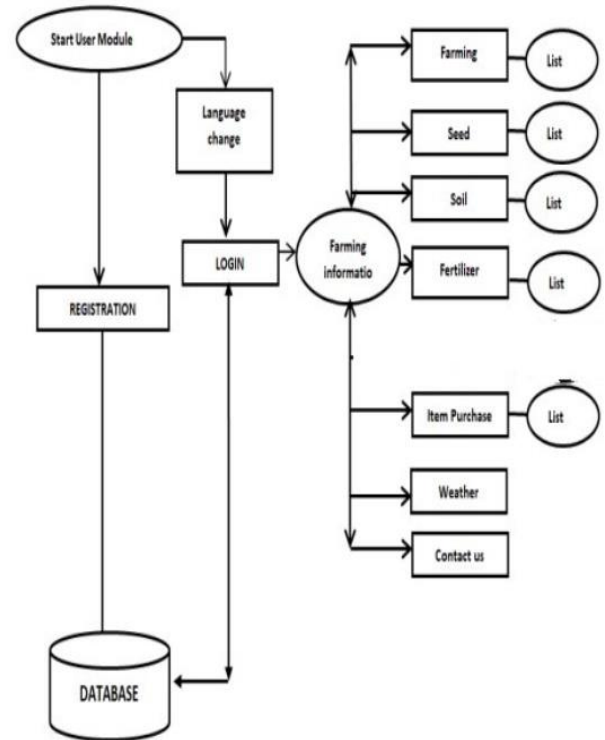 Start User Module
Language
change
LOGIN
REGISTRATION
DATABASE
Farming
informatio
Farming
List
Seed
List
Soil
List
Fertilizer
List
Item Purchase
List
Weather
Contact us